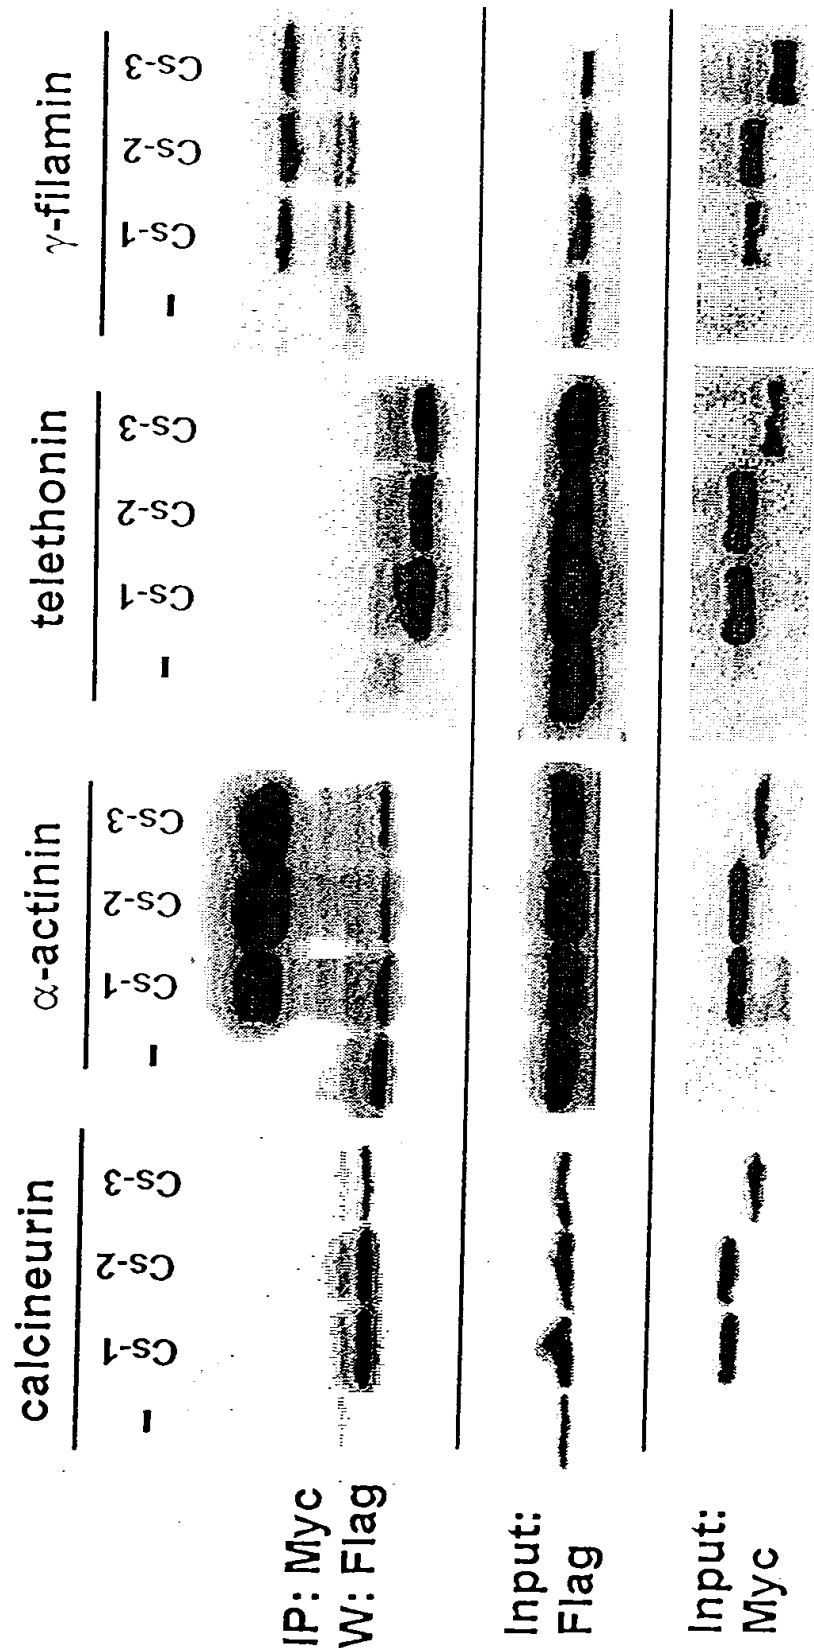 calcineurin
α-actinin
telethonin
γ-filamin
– Cs-1 Cs-2 Cs-3
– Cs-1 Cs-2 Cs-3
– Cs-1 Cs-2 Cs-3
– Cs-1 Cs-2 Cs-3
IP: Myc
W: Flag
Input:
Flag
Input:
Myc